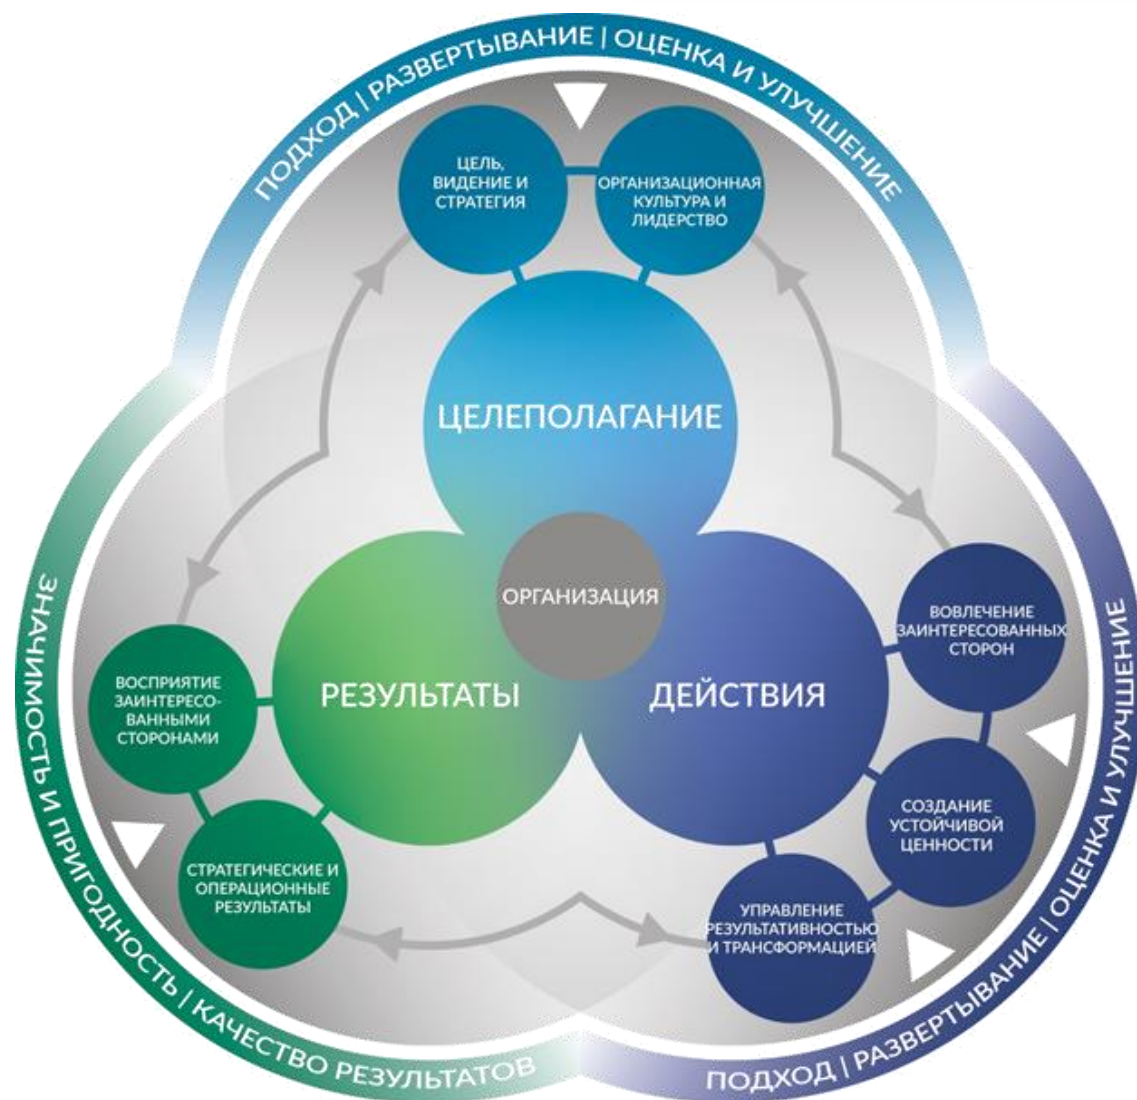 ПОДХОД | РАЗВЕРТЫВАНИЕ | ОЦЕНКА И УЛУЧШЕНИЕ
ЦЕЛЬ,
ВИДЕНИЕ И
СТРАТЕГИЯ
ОРГАНИЗАЦИОННАЯ
КУЛЬТУРА И
ЛИДЕРСТВО
ЦЕЛЕПОЛАГАНИЕ
ОРГАНИЗАЦИЯ
РЕЗУЛЬТАТЫ
ДЕЙСТВИЯ
ВОВЛЕЧЕНИЕ
ЗАИНТЕРЕСОВАННЫХ
СТОРОН
СОЗДАНИЕ
УСТОЙЧИВОЙ
ЦЕННОСТИ
УПРАВЛЕНИЕ
РЕЗУЛЬТАТИВНОСТЬЮ
И ТРАНСФОРМАЦИЕЙ
ВОСПРИЯТИЕ
ЗАИНТЕРЕСО-
ВАННЫМИ
СТОРОНАМИ
СТРАТЕГИЧЕСКИЕ И
ОПЕРАЦИОННЫЕ
РЕЗУЛЬТАТЫ
ЗНАЧИМОСТЬ И ПРИГОДНОСТЬ | КАЧЕСТВО РЕЗУЛЬТАТОВ
ПОДХОД | РАЗВЕРТЫВАНИЕ | ОЦЕНКА И УЛУЧШЕНИЕ